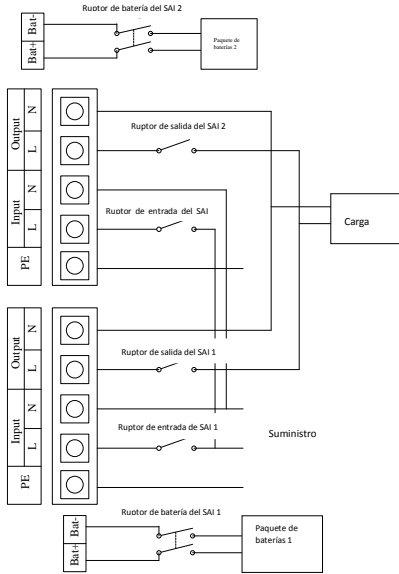 Ruptor de batería del SAI 2
Bat-
Bat+
Paquete de
baterías 2
Output
N
L
Input
N
L
PE
Ruptor de salida del SAI 2
Ruptor de entrada del SAI
Carga
Output
N
L
Input
N
L
PE
Ruptor de salida del SAI 1
Ruptor de entrada de SAI 1
Suministro
Ruptor de batería del SAI 1
Bat-
Bat+
Paquete de
baterías 1